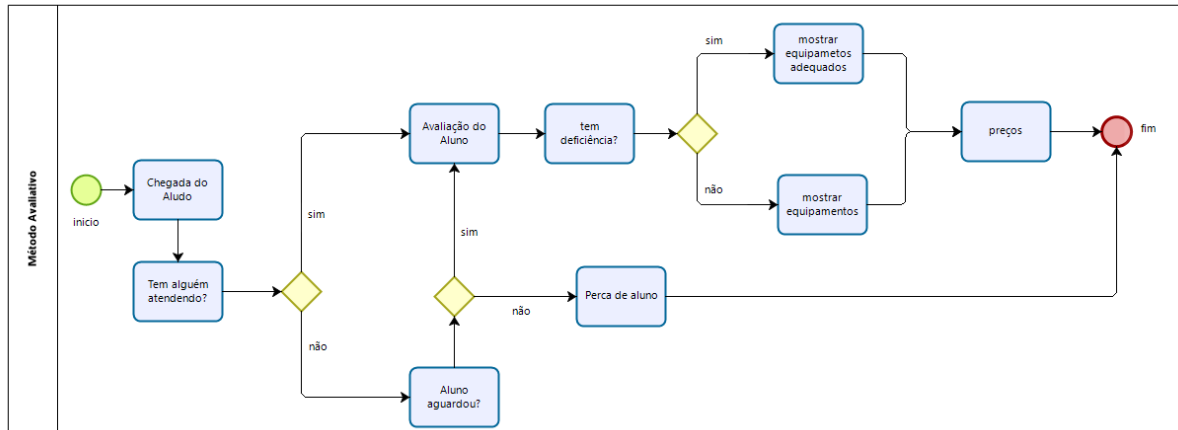 Método Avaliativo
inicio
Chegada do
Aludo
Tem alguém
atendendo?
sim
não
Avaliação do
Aluno
sim
Aluno
aguardou?
não
Perca de aluno
tem
deficiência?
sim
não
mostrar
equipametos
adequados
mostrar
equipamentos
preços
fim